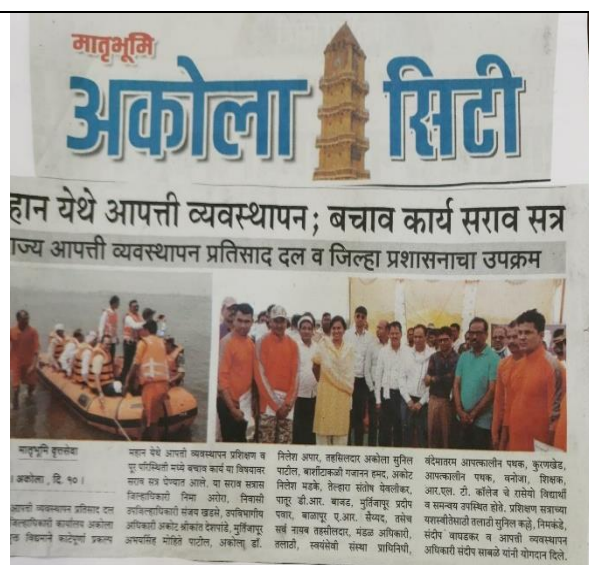 मातृभूमि
अकोला सिटी
हान येथे आपत्ती व्यवस्थापन; बचाव कार्य सराव सत्र
ाज्य आपत्ती व्यवस्थापन प्रतिसाद दल व जिल्हा प्रशासनाचा उपक्रम
मातृभूमि वृत्तसेवा
अकोला, दि. १० ।
आपत्ती व्यवस्थापन प्रतिसाद दल
जिल्हाधिकारी कार्यालय अकोला
क्त विद्यमाने काटेपूर्णा प्रकल्प
महान येथे आपत्ती व्यवस्थापन प्रशिक्षण व
पूर परिस्थिती मध्ये बचाव कार्य या विषयावर
सराव सत्र घेण्यात आले. या सराव सत्रास
जिल्हाधिकारी निमा अरोरा, निवासी
उपजिल्हाधिकारी संजय खडसे, उपविभागीय
अधिकारी अकोट श्रीकांत देशपांडे, मुर्तिजापूर
अभयसिंह मोहिते पाटील, अकोला डॉ.
निलेश अपार, तहसिलदार अकोला सुनिल
पाटील, बार्शीटाकळी गजानन हमद, अकोट
निलेश मडके, तेल्हारा संतोष येवलीकर,
पातूर डी.आर. बाजड, मुर्तिजापूर प्रदीप
पवार, बाळापूर ए.आर. सैय्यद, तसेच
सर्व नायब तहसीलदार, मंडळ अधिकारी,
तलाठी, स्वयंसेवी संस्था प्राधिनिधी,
वंदेमातरम आपत्कालीन पथक, कुरणखेड,
आपत्कालीन पथक, वनोजा, शिक्षक,
आर.एल. टी. कॉलेज चे रासेयो विद्यार्थी
व समन्वय उपस्थित होते. प्रशिक्षण सत्राच्या
यशस्वीतेसाठी तलाठी सुनिल कल्ले, निमकंडे,
संदीप वाघडकर व आपत्ती व्यवस्थापन
अधिकारी संदीप साबळे यांनी योगदान दिले.